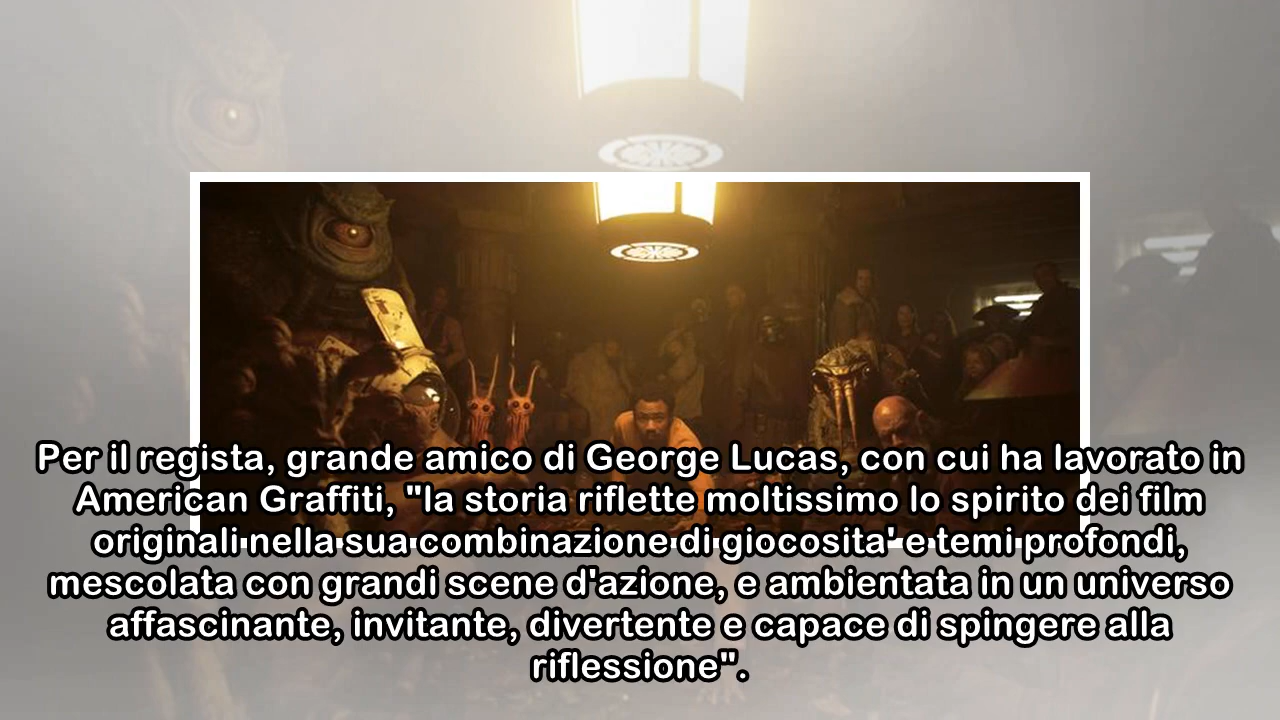 Per il regista, grande amico di George Lucas, con cui ha lavorato in
American Graffiti, "la storia riflette moltissimo lo spirito dei film
originali nella sua combinazione di giocosita' e temi profondi,
mescolata con grandi scene d'azione, e ambientata in un universo
affascinante, invitante, divertente e capace di spingere alla
riflessione".